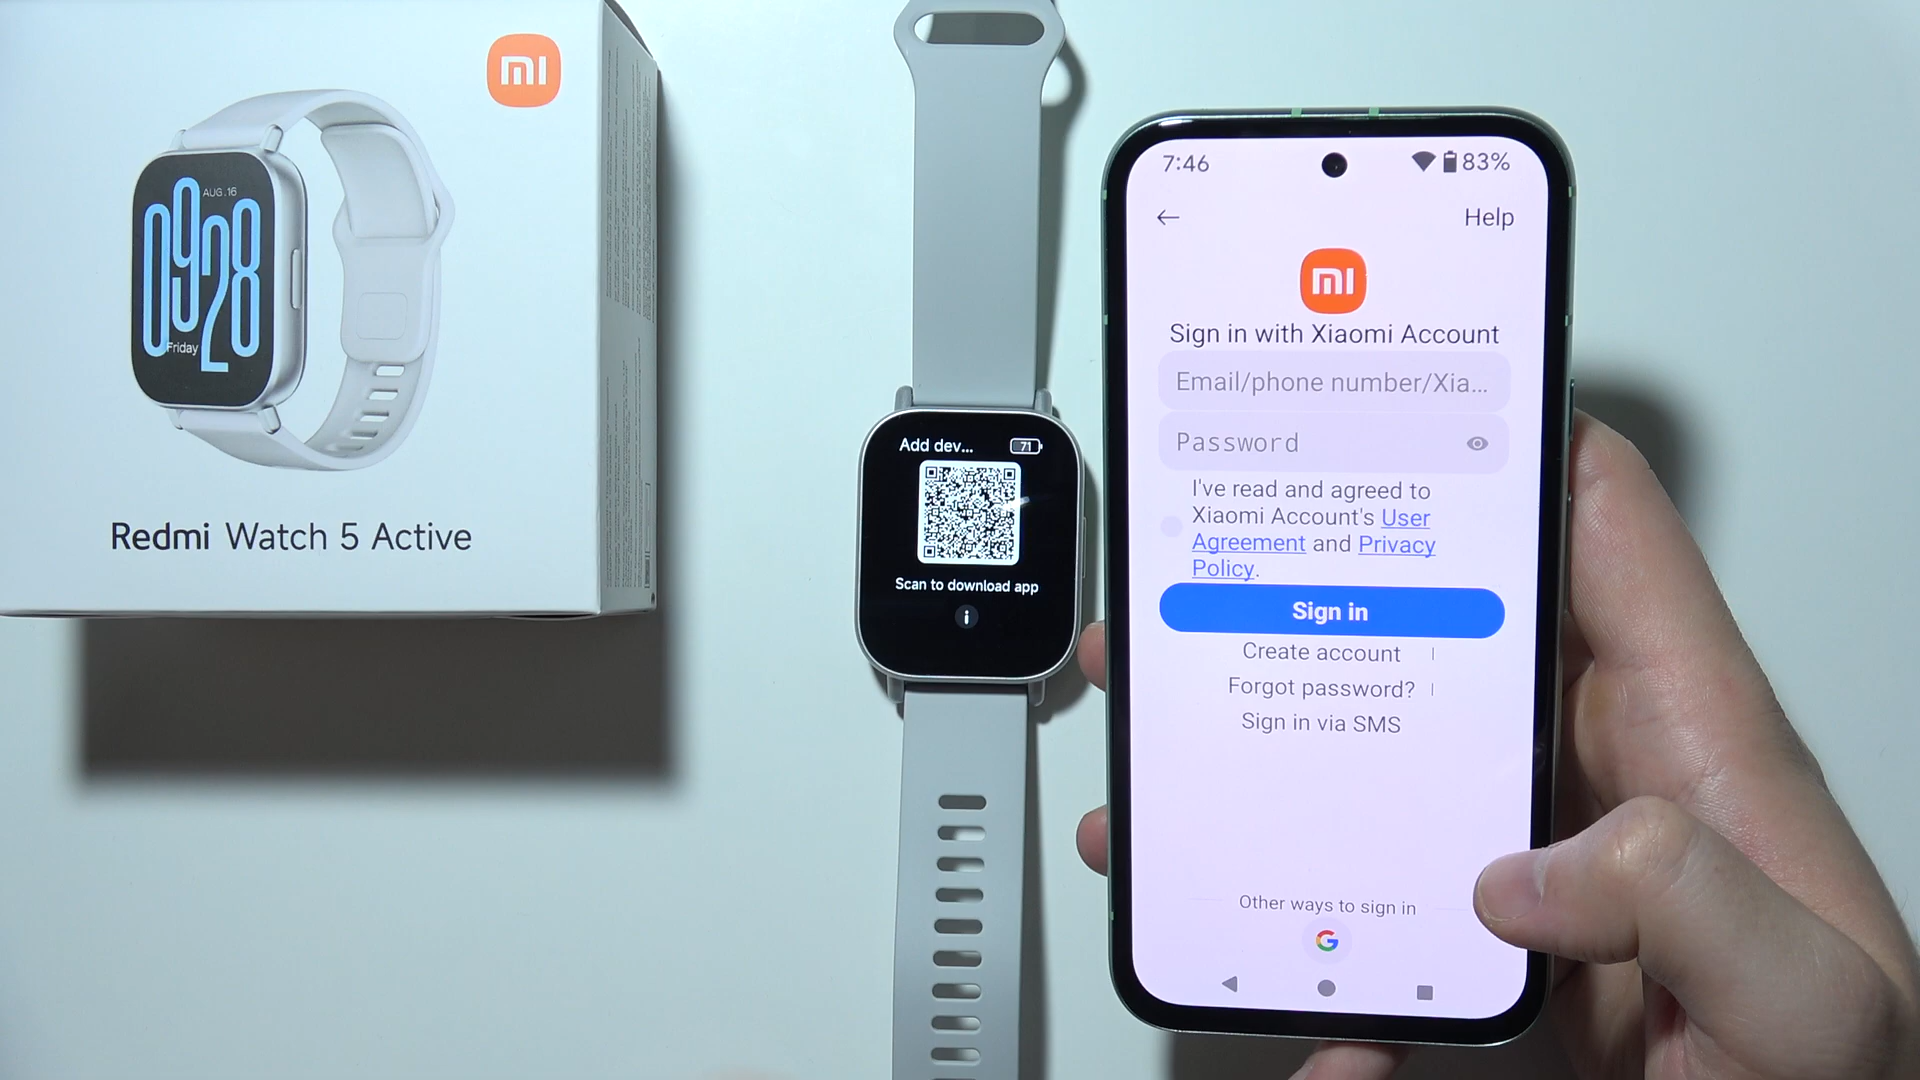 mi
AUG.16
0928
Friday
Redmi Watch 5 Active
Add dev...
71
Scan to download app
i
7:46
83%
Help
mi
Sign in with Xiaomi Account
Email/phone number/Xia...
Password
I've read and agreed to
Xiaomi Account's User
Agreement and Privacy
Policy.
Sign in
Create account
Forgot password?
Sign in via SMS
Other ways to sign in
G